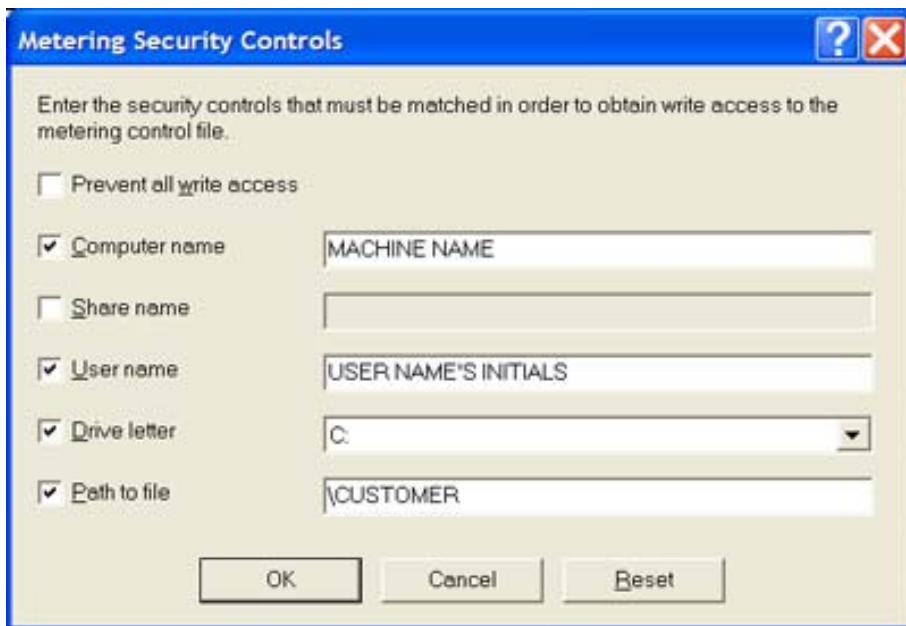 Metering Security Controls
Enter the security controls that must be matched in order to obtain write access to the
metering control file.
Prevent all write access
Computer name MACHINE NAME
Share name
User name USER NAME"S INITIALS
Drive letter C:
Path to file \CUSTOMER
OK Cancel Reset